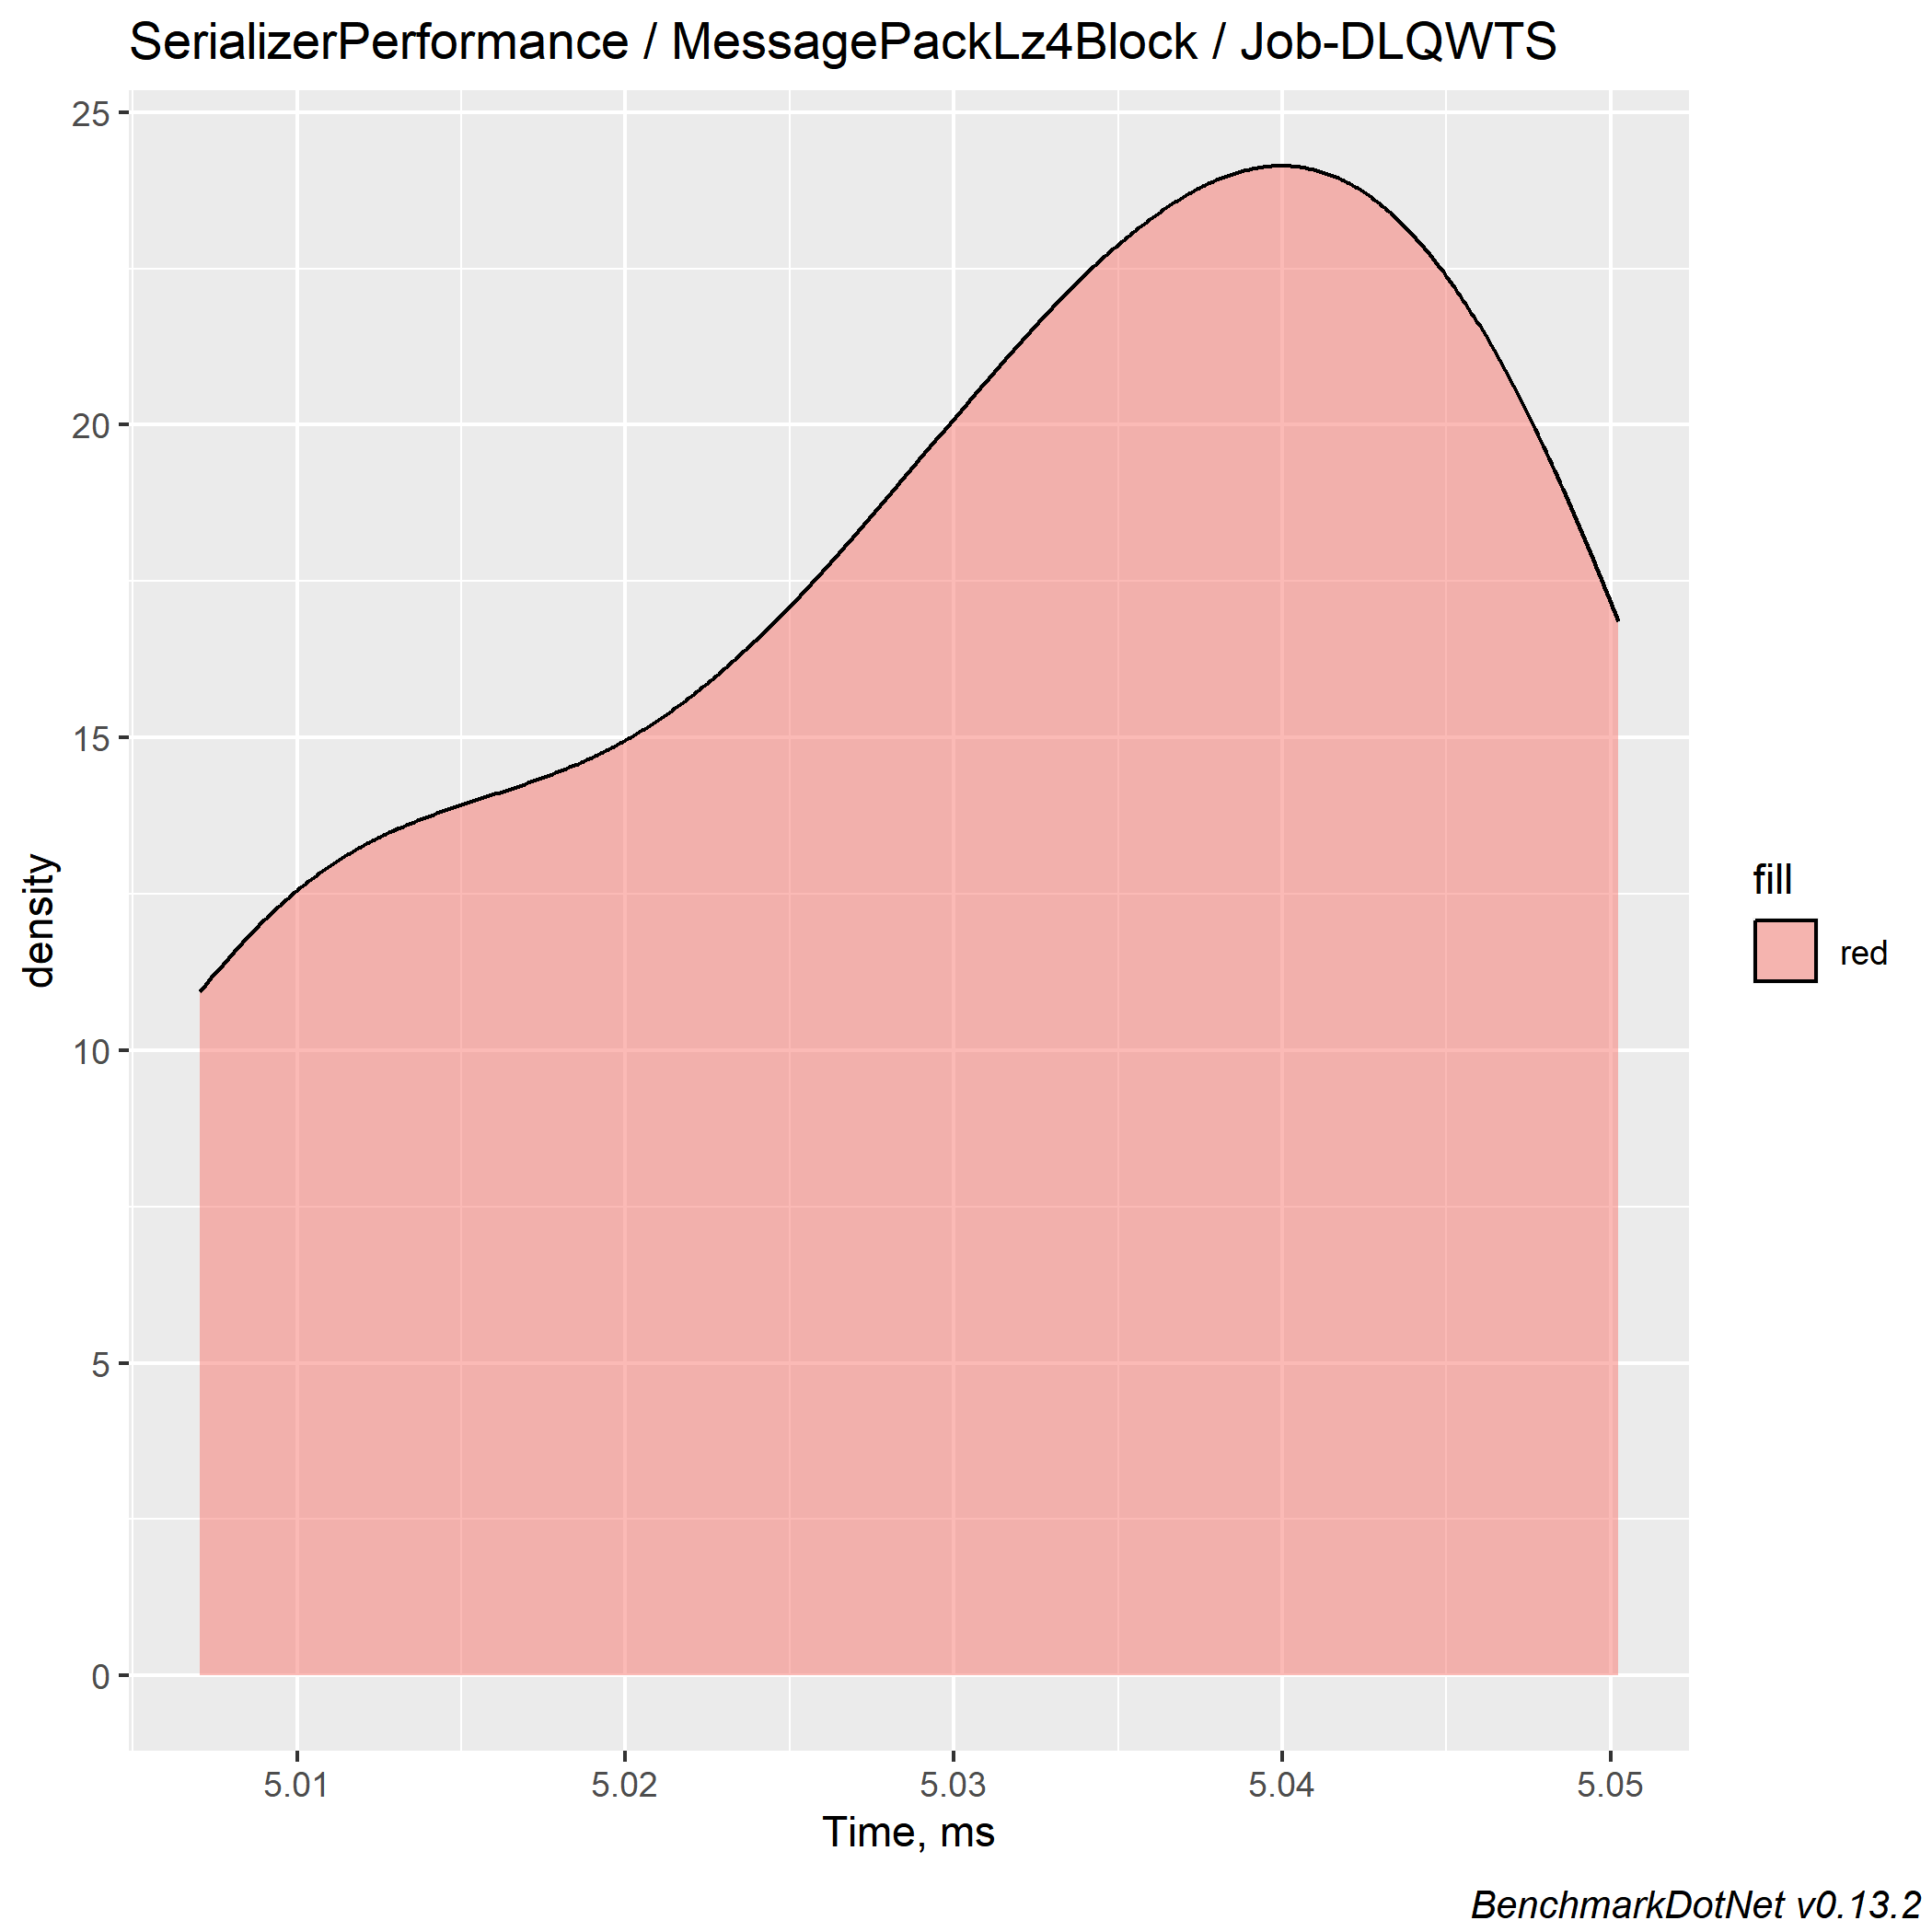 SerializerPerformance / MessagePackLz4Block / Job-DLQWTS
25
20
15
10
5
0
density
5.01 5.02 5.03 5.04 5.05
Time, ms
fill
red
BenchmarkDotNet v0.13.2